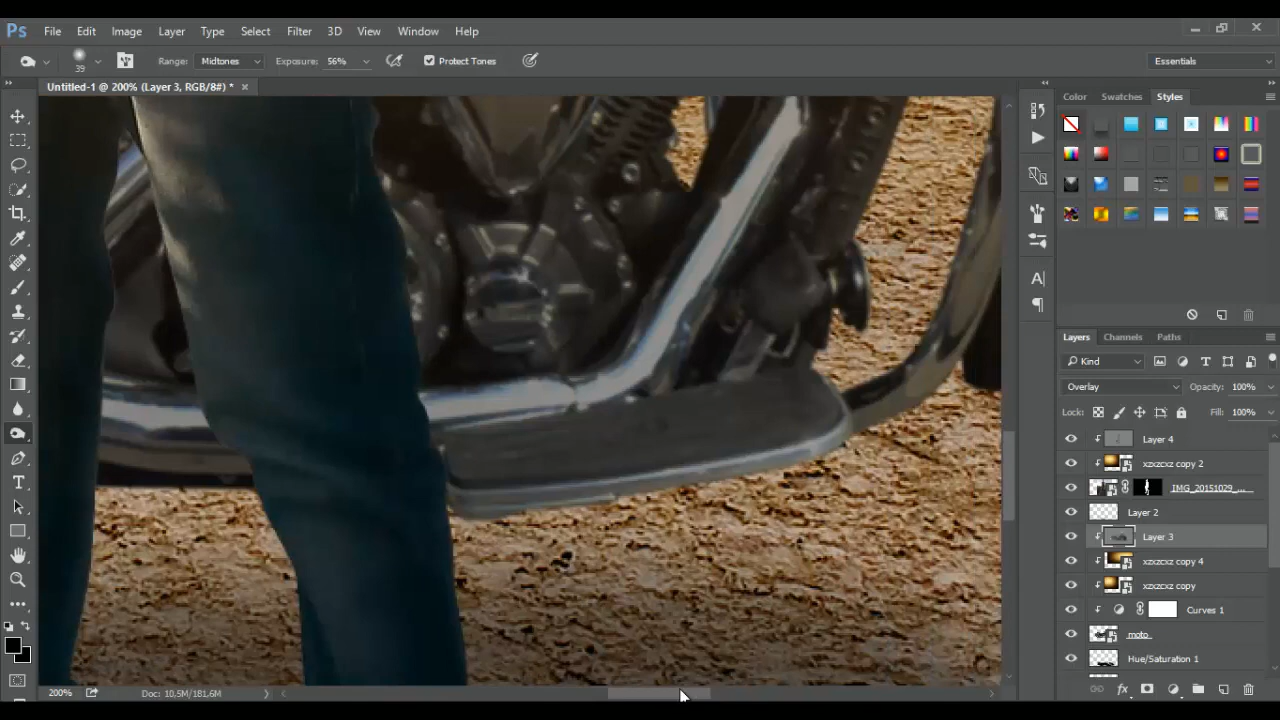 Ps File Edit Image Layer Type Select Filter 3D View Window Help
39 Range: Midtones Exposure: 56% Protect Tones Essentials
Untitled-1 @ 200% (Layer 3, RGB/8#) * ×
Color Swatches Styles
Layers Channels Paths
Kind
Overlay Opacity: 100%
Lock: Fill: 100%
Layer 4
xzxzcxz copy 2
IMG_20151029_...
Layer 2
Layer 3
xzxzcxz copy 4
xzxzcxz copy
Curves 1
moto
Hue/Saturation 1
200% Doc: 10,5M/181,6M